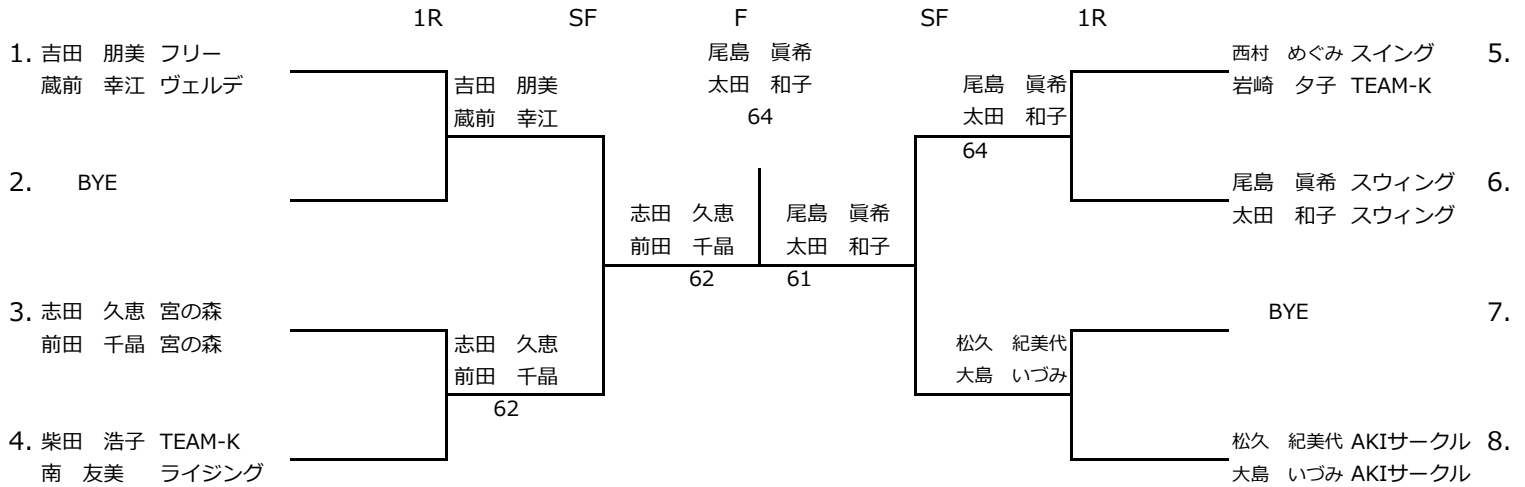 1R SF F SF 1R
1. 吉田　朋美 フリー
蔵前　幸江 ヴェルデ
2. BYE
3. 志田　久恵 宮の森
前田　千晶 宮の森
4. 柴田　浩子 TEAM-K
南　友美 ライジング
吉田　朋美
蔵前　幸江
志田　久恵
前田　千晶
62
志田　久恵
前田　千晶
62
尾島　眞希
太田　和子
64
尾島　眞希
太田　和子
61
尾島　眞希
太田　和子
64
松久　紀美代
大島　いづみ
西村　めぐみ スイング 5.
岩崎　夕子 TEAM-K
尾島　眞希 スウィング 6.
太田　和子 スウィング
BYE 7.
松久　紀美代 AKIサークル 8.
大島　いづみ AKIサークル